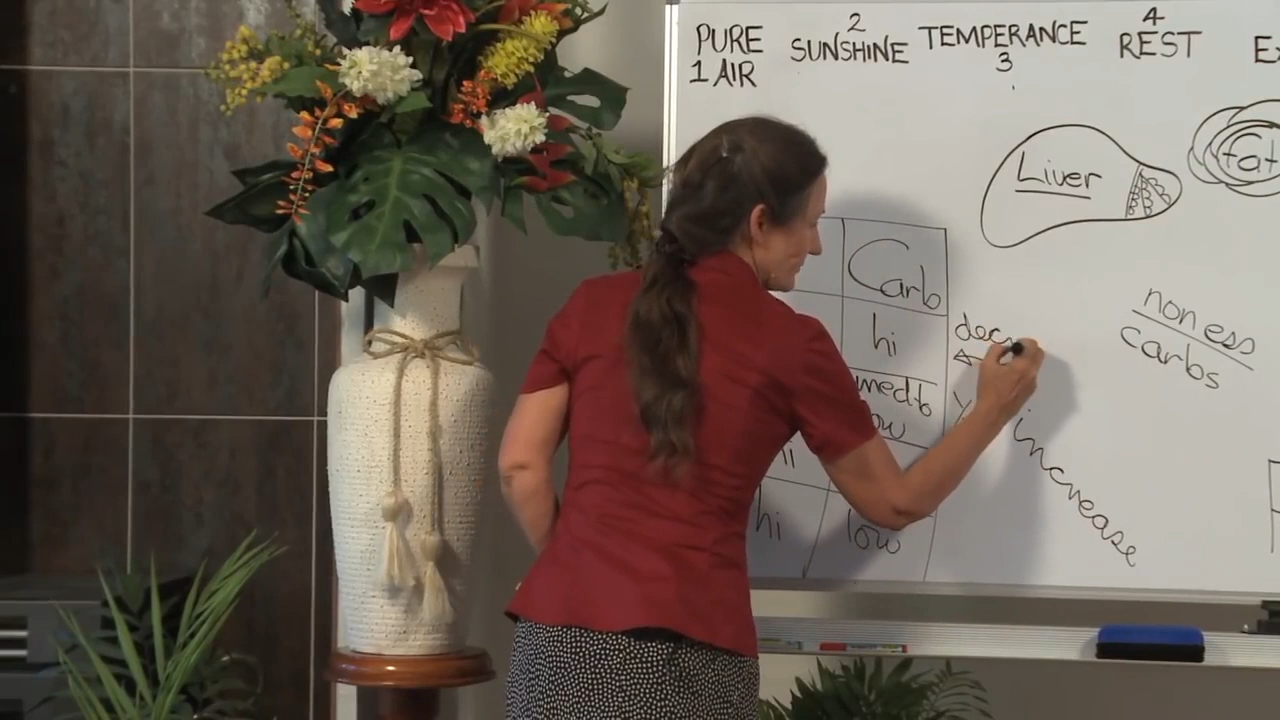 PURE
1 AIR
2
SUNSHINE
TEMPERANCE
3
4
REST
Liver
fat
Carb
hi
med to
low
hi
hi
low
non ess
carbs
increase